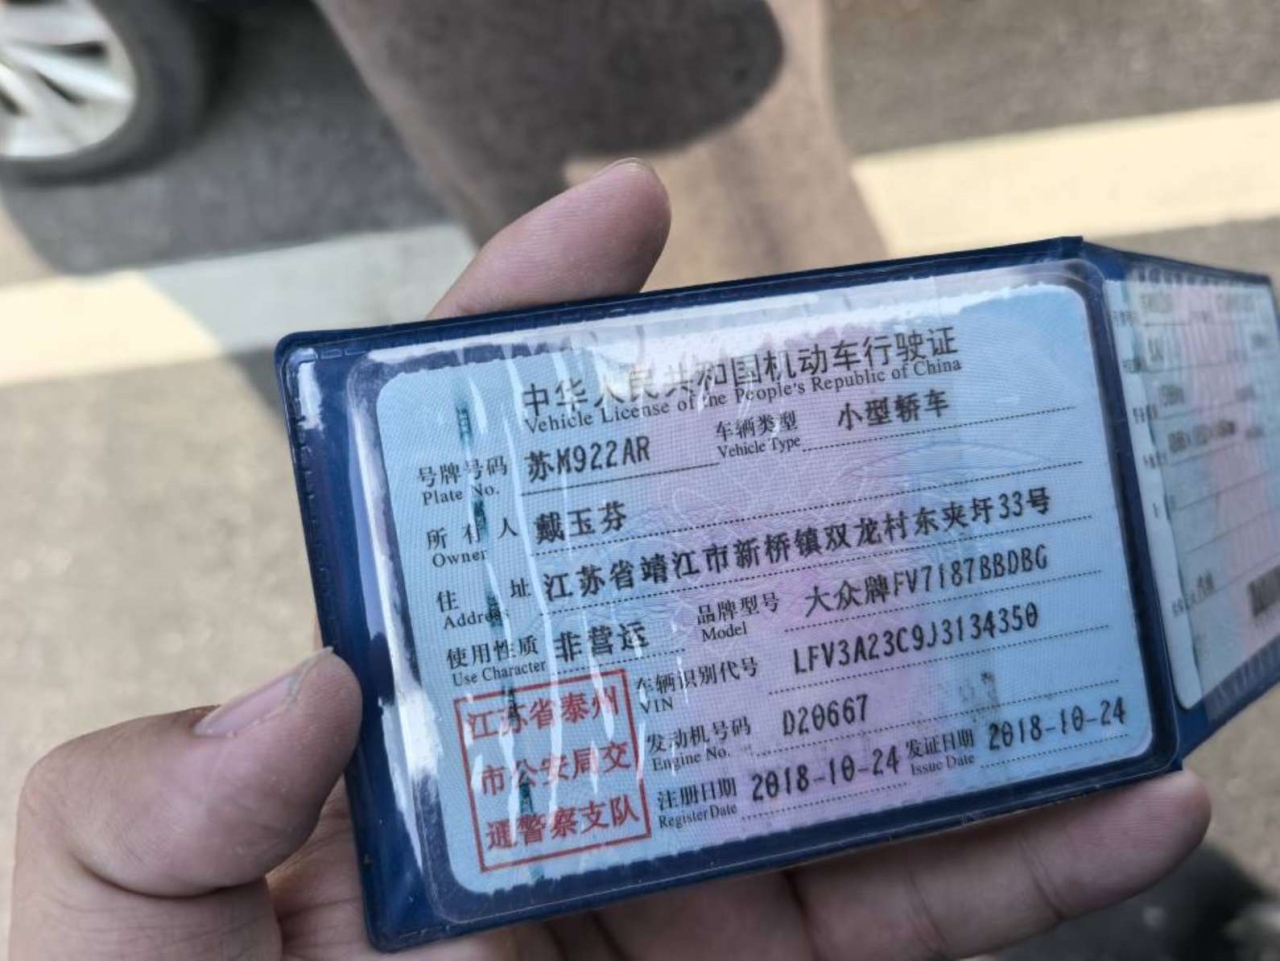 中华人民共和国机动车行驶证
Vehicle License of the People's Republic of China
号牌号码 苏M922AR 车辆类型 小型轿车
Plate No. Vehicle Type
所有人 戴玉芬
Owner
住址 江苏省靖江市新桥镇双龙村东夹圩33号
Address
使用性质 非营运 品牌型号 大众牌FV7187BBDBG
Use Character Model
车辆识别代号 LFV3A23C9J3134350
VIN
发动机号码 D20667
Engine No.
注册日期 2018-10-24 发证日期 2018-10-24
Register Date Issue Date
江苏省泰州
市公安局交
通警察支队